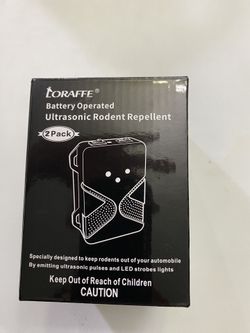 LORAFFE®
Battery Operated
Ultrasonic Rodent Repellent
2 Pack
Specially designed to keep rodents out of your automobile
By emitting ultrasonic pulses and LED strobes lights
Keep Out of Reach of Children
CAUTION